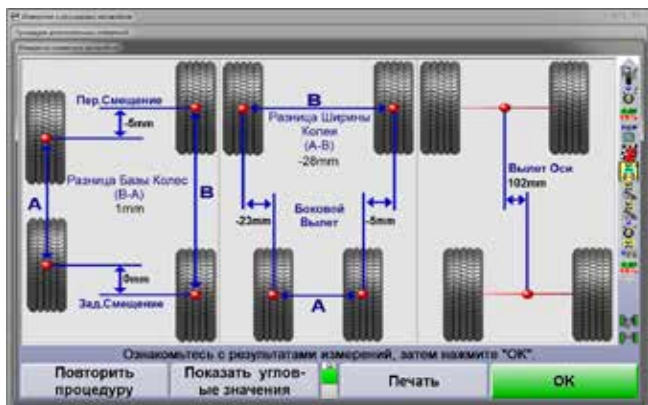 Пер.Смещение
-5mm
Разница Базы Колес
(B-A)
1mm
A
B
0mm
Зад.Смещение
B
Разница Ширины
Колеи
(A-B)
-28mm
Боковой
Вылет
-23mm
-5mm
A
Вылет Оси
102mm
Ознакомьтесь с результатами измерений, затем нажмите "OK".
Повторить
процедуру
Показать углов-
ые значения
Печать
OK